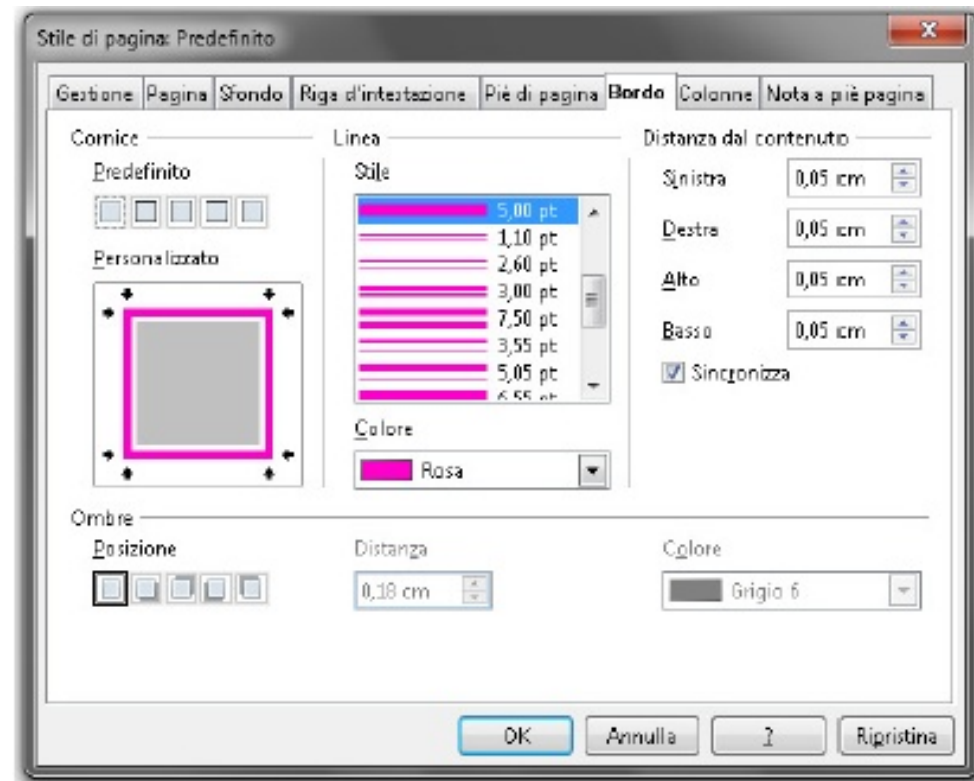 Stile di pagina: Predefinito
Gestione Pagina Sfondo Riga d'intestazione Piè di pagina Bordo Colonne Nota a piè pagina
Cornice
Predefinito
Personalizzato
Linea
Stile
5,00 pt
1,10 pt
2,60 pt
3,00 pt
7,50 pt
3,55 pt
5,05 pt
6,55 pt
Colore
Rosa
Distanza dal contenuto
Sinistra 0,05 cm
Destra 0,05 cm
Alto 0,05 cm
Basso 0,05 cm
Sincronizza
Ombre
Posizione
Distanza
0,18 cm
Colore
Grigio 6
OK Annulla ? Ripristina